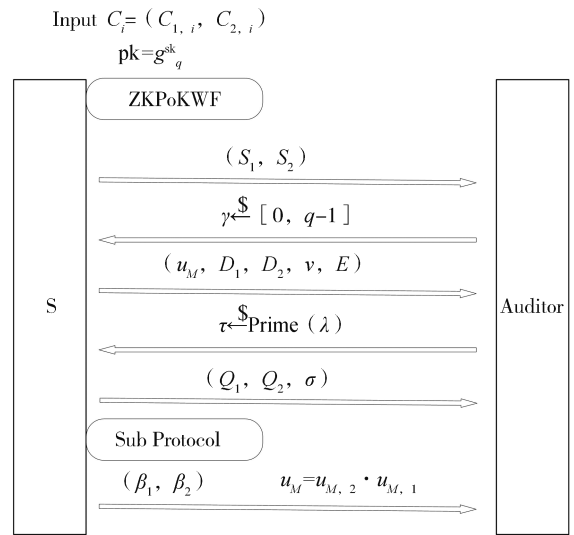 Input C_i=(C_{1, i}, C_{2, i})
pk=g_q^{sk}
ZKPoKWF
(S_1, S_2)
γ←$ [0, q-1]
(u_M, D_1, D_2, v, E)
S
Auditor
τ←$ Prime(λ)
(Q_1, Q_2, σ)
Sub Protocol
(β_1, β_2) u_M=u_{M, 2}·u_{M, 1}